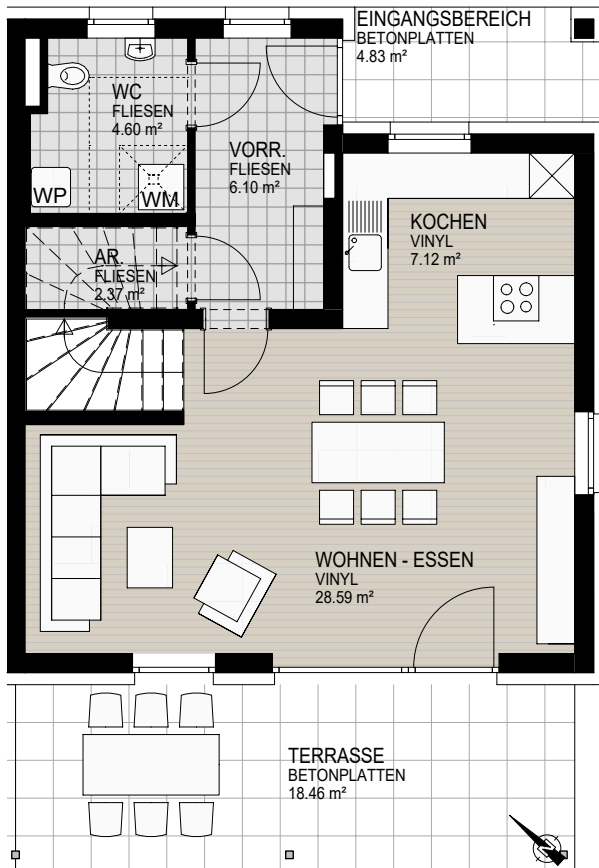 EINGANGSBEREICH
BETONPLATTEN
4.83 m²
WC
FLIESEN
4.60 m²
VORR.
FLIESEN
6.10 m²
WP
WM
KOCHEN
VINYL
7.12 m²
AR
FLIESEN
2.37 m²
WOHNEN - ESSEN
VINYL
28.59 m²
TERRASSE
BETONPLATTEN
18.46 m²